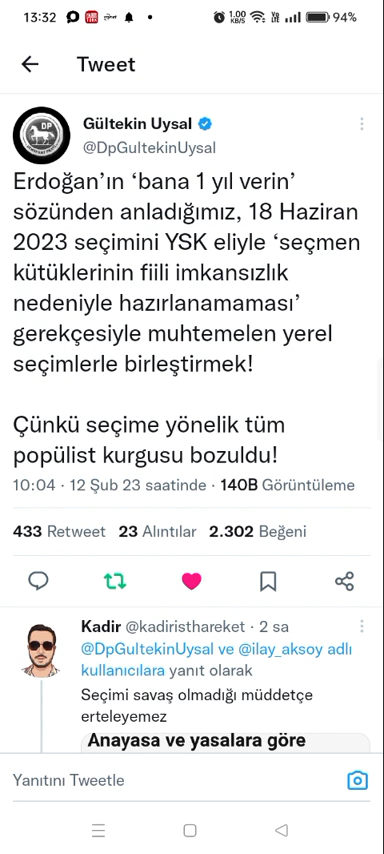 13:32
1.00 KB/S
94%
Tweet
DP
Gültekin Uysal
@DpGultekinUysal
Erdoğan’ın ‘bana 1 yıl verin’
sözünden anladığımız, 18 Haziran
2023 seçimini YSK eliyle ‘seçmen
kütüklerinin fiili imkansızlık
nedeniyle hazırlanamaması’
gerekçesiyle muhtemelen yerel
seçimlerle birleştirmek!
Çünkü seçime yönelik tüm
popülist kurgusu bozuldu!
10:04 · 12 Şub 23 saatinde · 140B Görüntüleme
433 Retweet 23 Alıntılar 2.302 Beğeni
Kadir @kadiristhareket · 2 sa
@DpGultekinUysal ve @ilay_aksoy adlı
kullanıcılara yanıt olarak
Seçimi savaş olmadığı müddetçe
erteleyemez
Anayasa ve yasalara göre
Yanıtını Tweetle